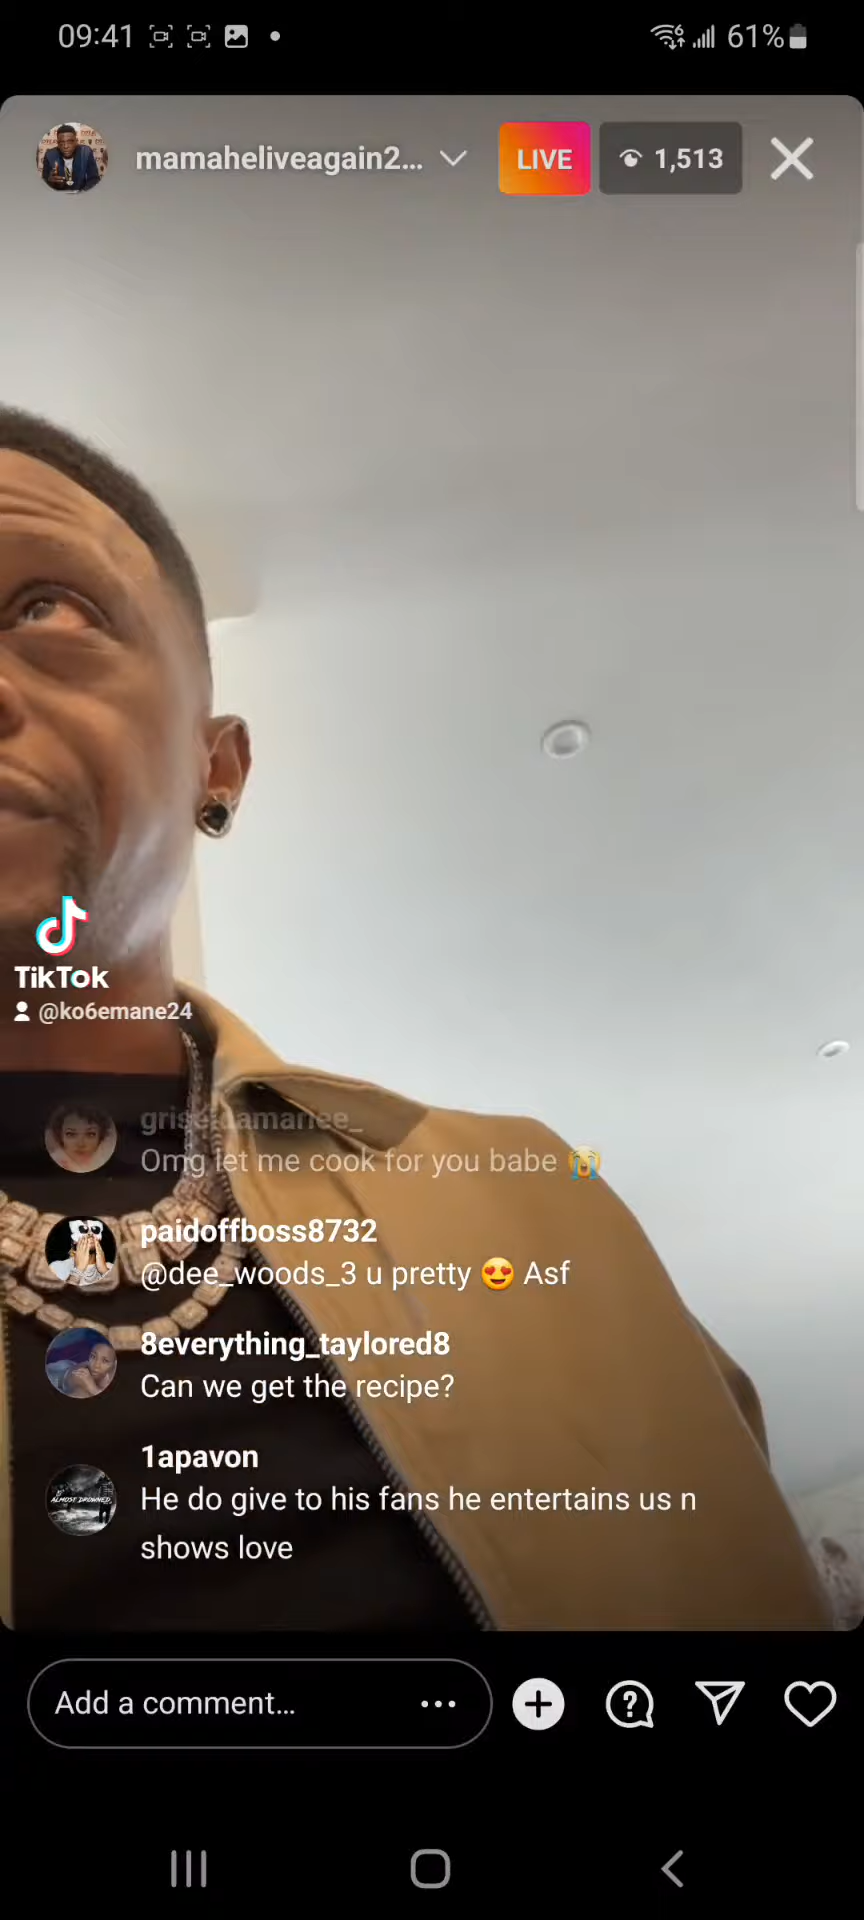 09:41
61%
mamaheliveagain2...
LIVE
1,513
TikTok
@ko6emane24
Omg let me cook for you babe 😭
paidoffboss8732
@dee_woods_3 u pretty 😍 Asf
8everything_taylored8
Can we get the recipe?
1apavon
ALMOST DROWNED
He do give to his fans he entertains us n
shows love
Add a comment...